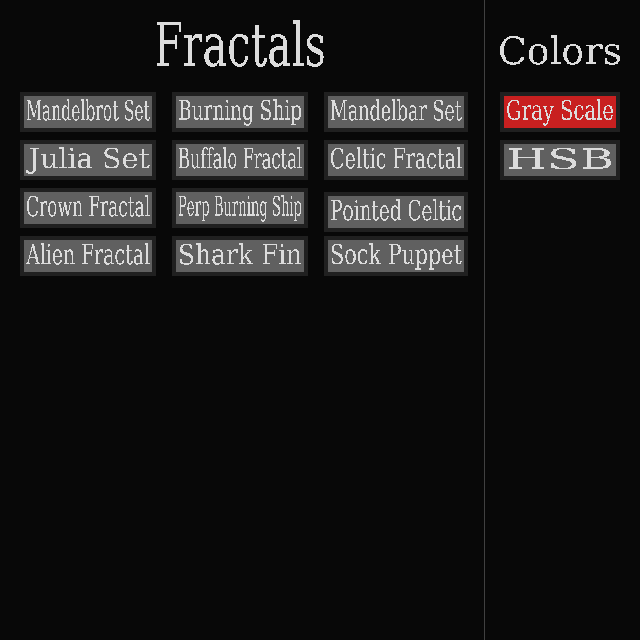 Fractals
Colors
Mandelbrot Set
Burning Ship
Mandelbar Set
Gray Scale
Julia Set
Buffalo Fractal
Celtic Fractal
HSB
Crown Fractal
Perp Burning Ship
Pointed Celtic
Alien Fractal
Shark Fin
Sock Puppet